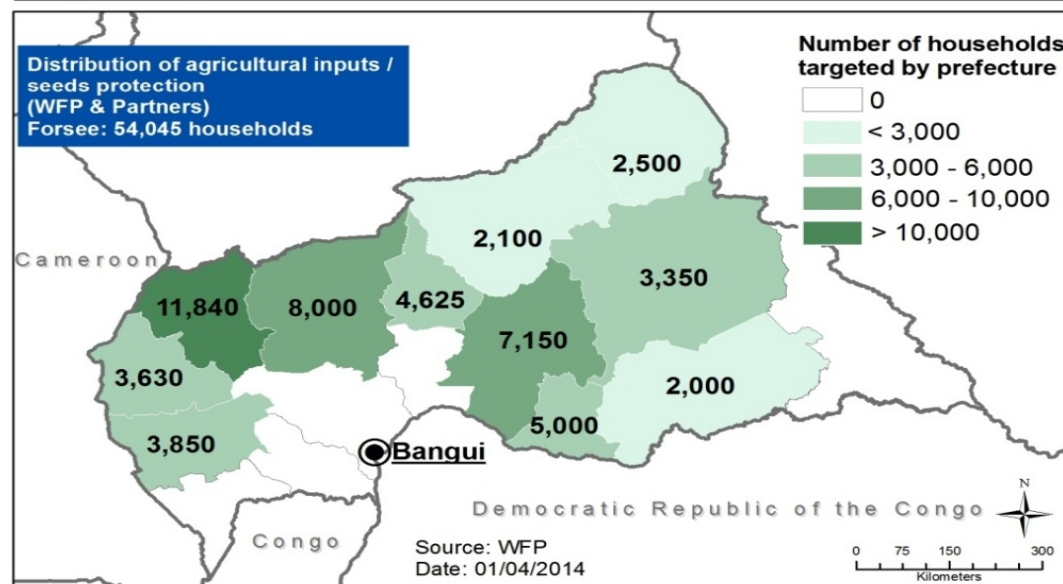 Distribution of agricultural inputs /
seeds protection
(WFP & Partners)
Forsee: 54,045 households
Number of households
targeted by prefecture
0
< 3,000
3,000 - 6,000
6,000 - 10,000
> 10,000
2,500
2,100
Cameroon
3,350
11,840
8,000
4,625
7,150
3,630
2,000
5,000
3,850
Bangui
Democratic Republic of the Congo
N
Congo
Source: WFP
Date: 01/04/2014
0 75 150 300
Kilometers